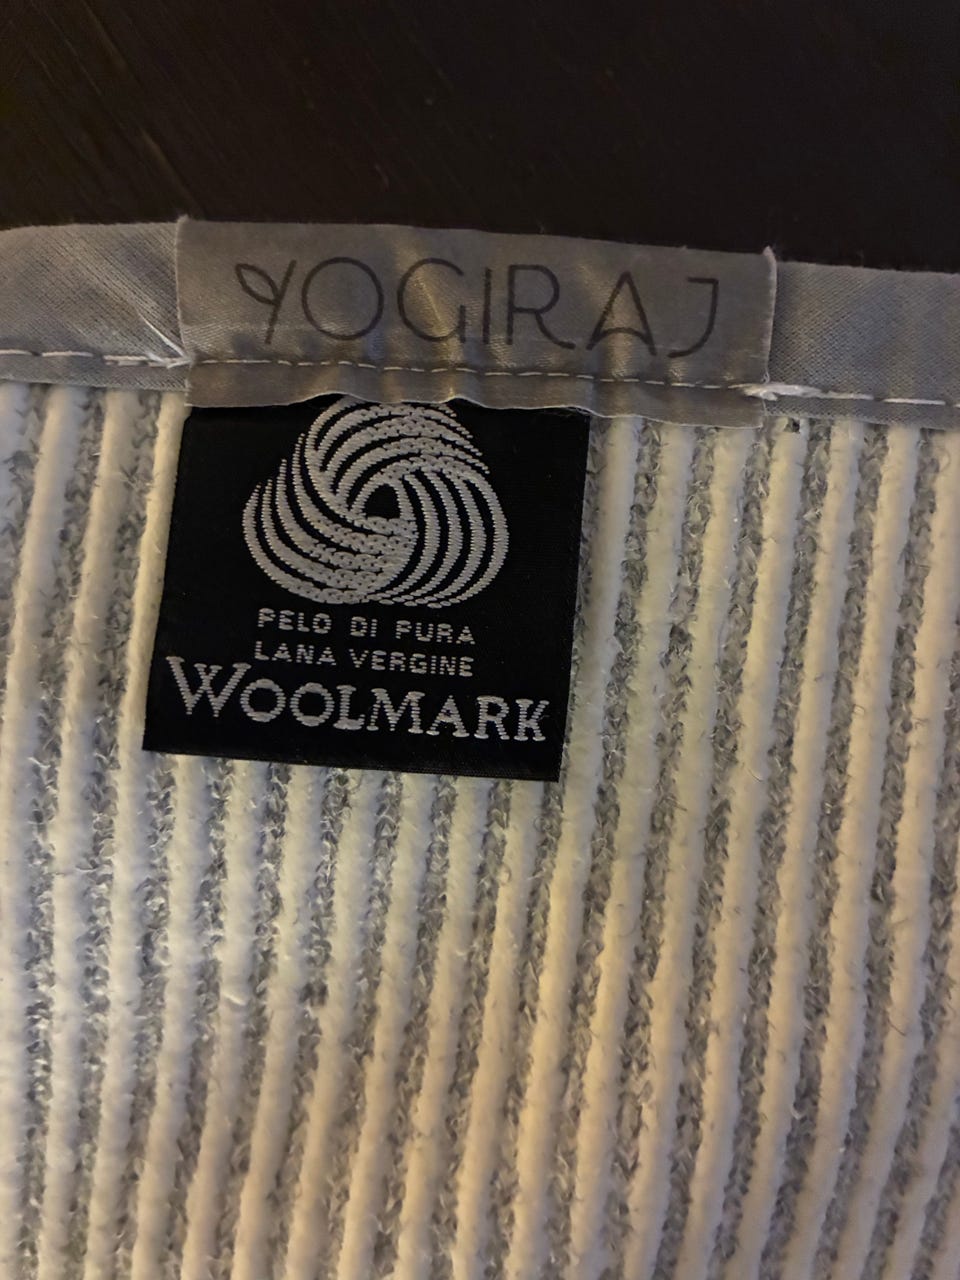 YOGIRAJ
PELO DI PURA
LANA VERGINE
WOOLMARK